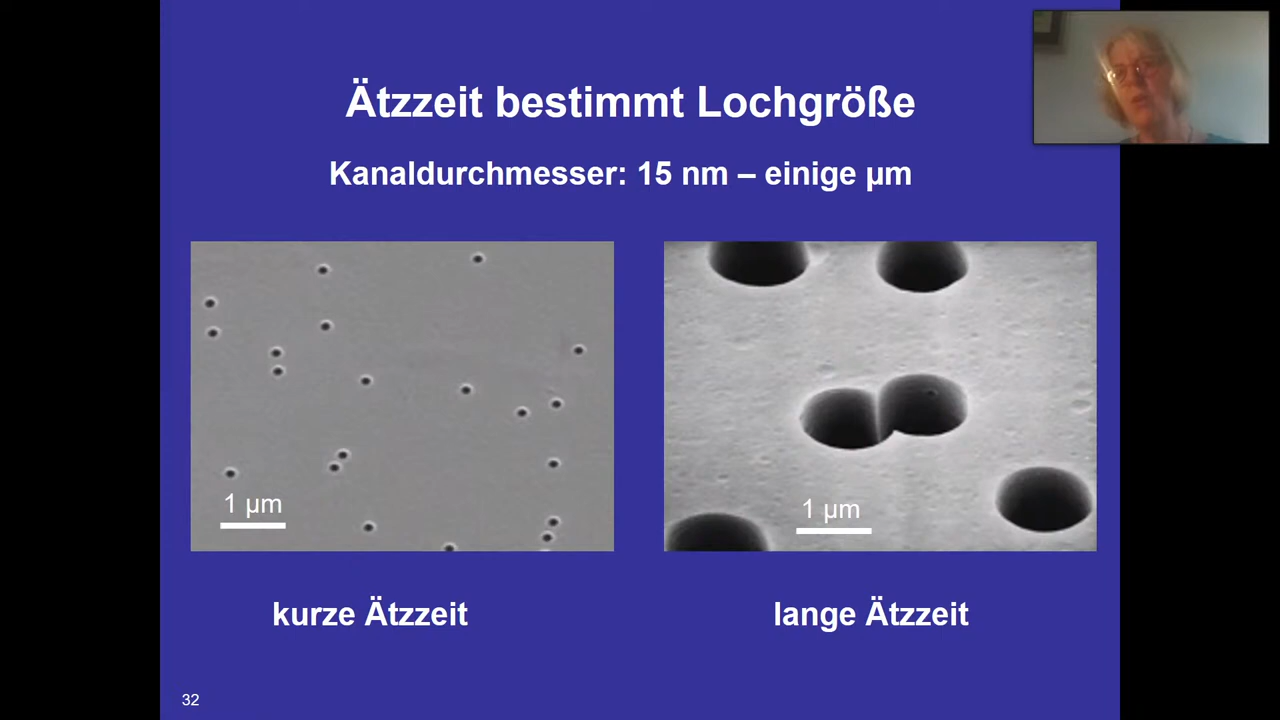 Ätzzeit bestimmt Lochgröße
Kanaldurchmesser: 15 nm – einige µm
1 µm
1 µm
kurze Ätzzeit
lange Ätzzeit
32